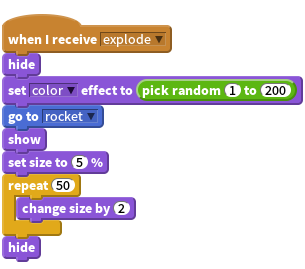 when I receive explode
hide
set color effect to pick random 1 to 200
go to rocket
show
set size to 5 %
repeat 50
change size by 2
hide